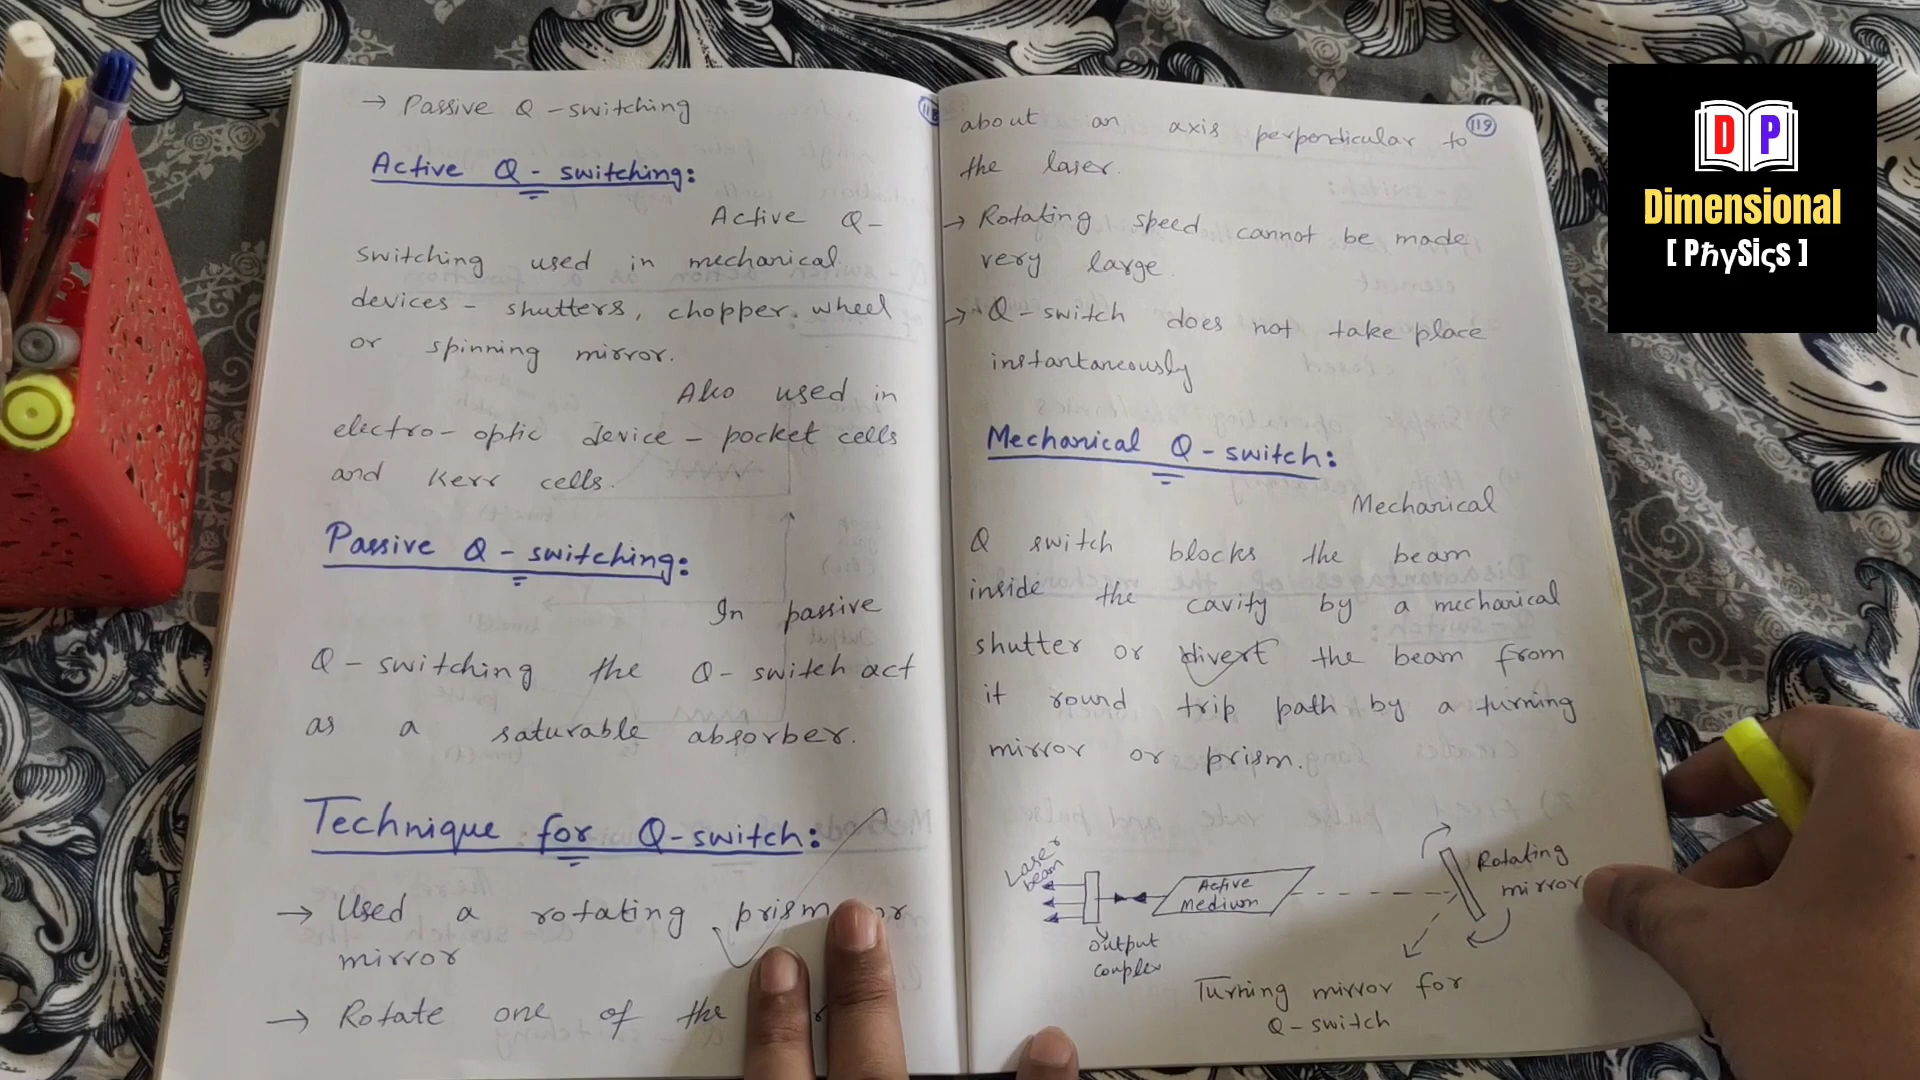 → Passive Q-switching
Active Q-switching:
Active Q-
switching used in mechanical
devices - shutters, chopper. wheel
or spinning mirror.
Also used in
electro-optic device - pocket cells
and Kerr cells.
Passive Q-switching:
In passive
Q-switching the Q-switch act
as a saturable absorber.
Technique for Q-switch:
→ Used a rotating prism or
mirror
→ Rotate one of the
119
about an axis perpendicular to
the laser.
→ Rotating speed cannot be made
very large.
→ Q-switch does not take place
instantaneously
Mechanical Q-switch:
Mechanical
Q switch blocks the beam
inside the cavity by a mechanical
shutter or divert the beam from
it round trip path by a turning
mirror or prism.
Laser
beam
Active
medium
Rotating
mirror
output
complex
Turning mirror for
Q-switch
DP
Dimensional
[ PhySiςs ]